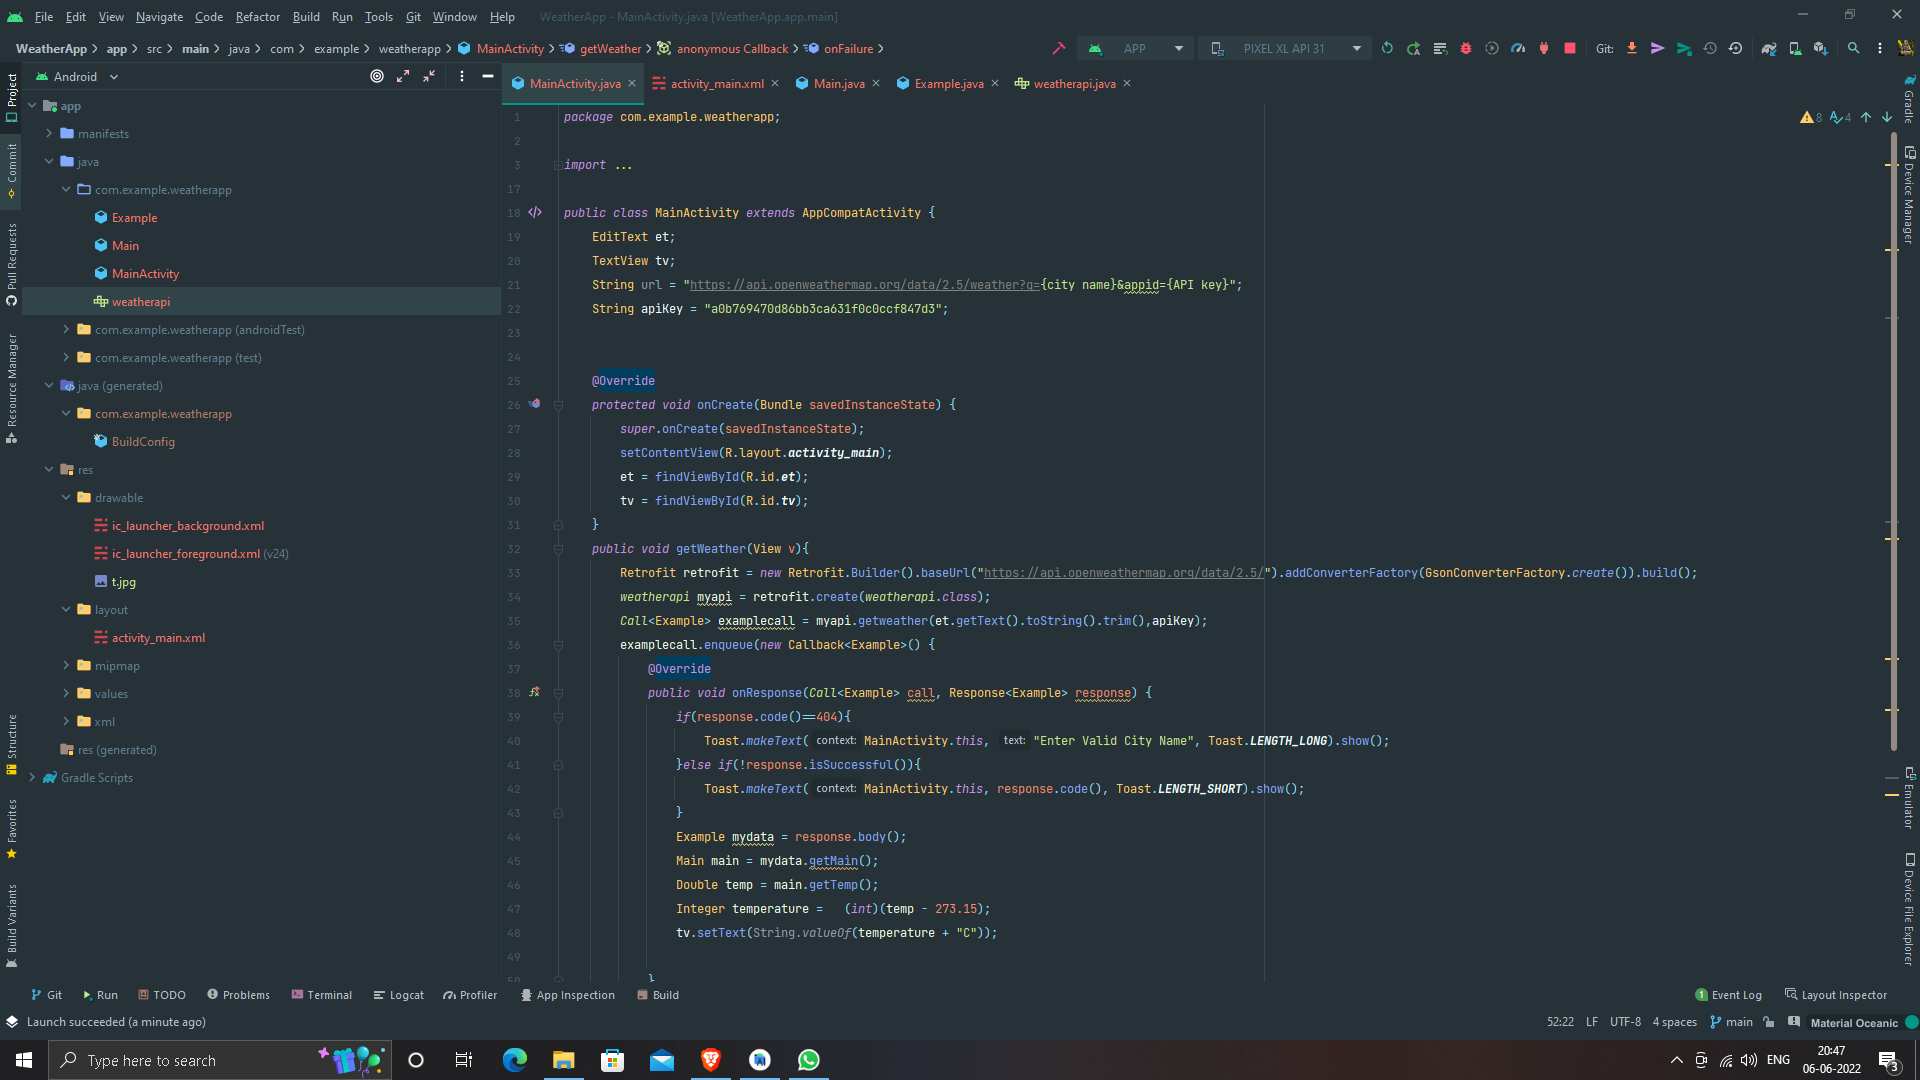 File Edit View Navigate Code Refactor Build Run Tools Git Window Help WeatherApp - MainActivity.java [WeatherApp.app.main]
WeatherApp app src main java com example weatherapp MainActivity getWeather anonymous Callback onFailure APP PIXEL XL API 31 Git:
Android
MainActivity.java activity_main.xml Main.java Example.java weatherapi.java
Project
Commit
Pull Requests
Resource Manager
Structure
Favorites
Build Variants
app
manifests
java
com.example.weatherapp
Example
Main
MainActivity
weatherapi
com.example.weatherapp (androidTest)
com.example.weatherapp (test)
java (generated)
com.example.weatherapp
BuildConfig
res
drawable
ic_launcher_background.xml
ic_launcher_foreground.xml (v24)
t.jpg
layout
activity_main.xml
mipmap
values
xml
res (generated)
Gradle Scripts
8 4
1 package com.example.weatherapp;
2
3 import ...
17
18 public class MainActivity extends AppCompatActivity {
19 EditText et;
20 TextView tv;
21 String url = "https://api.openweathermap.org/data/2.5/weather?q={city name}&appid={API key}";
22 String apiKey = "a0b769470d86bb3ca631f0c0ccf847d3";
23
24
25 @Override
26 protected void onCreate(Bundle savedInstanceState) {
27 super.onCreate(savedInstanceState);
28 setContentView(R.layout.activity_main);
29 et = findViewById(R.id.et);
30 tv = findViewById(R.id.tv);
31 }
32 public void getWeather(View v){
33 Retrofit retrofit = new Retrofit.Builder().baseUrl("https://api.openweathermap.org/data/2.5/").addConverterFactory(GsonConverterFactory.create()).build();
34 weatherapi myapi = retrofit.create(weatherapi.class);
35 Call<Example> examplecall = myapi.getweather(et.getText().toString().trim(),apiKey);
36 examplecall.enqueue(new Callback<Example>() {
37 @Override
38 public void onResponse(Call<Example> call, Response<Example> response) {
39 if(response.code()==404){
40 Toast.makeText( context: MainActivity.this, text: "Enter Valid City Name", Toast.LENGTH_LONG).show();
41 }else if(!response.isSuccessful()){
42 Toast.makeText( context: MainActivity.this, response.code(), Toast.LENGTH_SHORT).show();
43 }
44 Example mydata = response.body();
45 Main main = mydata.getMain();
46 Double temp = main.getTemp();
47 Integer temperature = (int)(temp - 273.15);
48 tv.setText(String.valueOf(temperature + "C"));
49
50 }
Gradle
Device Manager
Emulator
Device File Explorer
Git Run TODO Problems Terminal Logcat Profiler App Inspection Build 1 Event Log Layout Inspector
Launch succeeded (a minute ago) 52:22 LF UTF-8 4 spaces main Material Oceanic
Type here to search ENG 20:47
06-06-2022 3